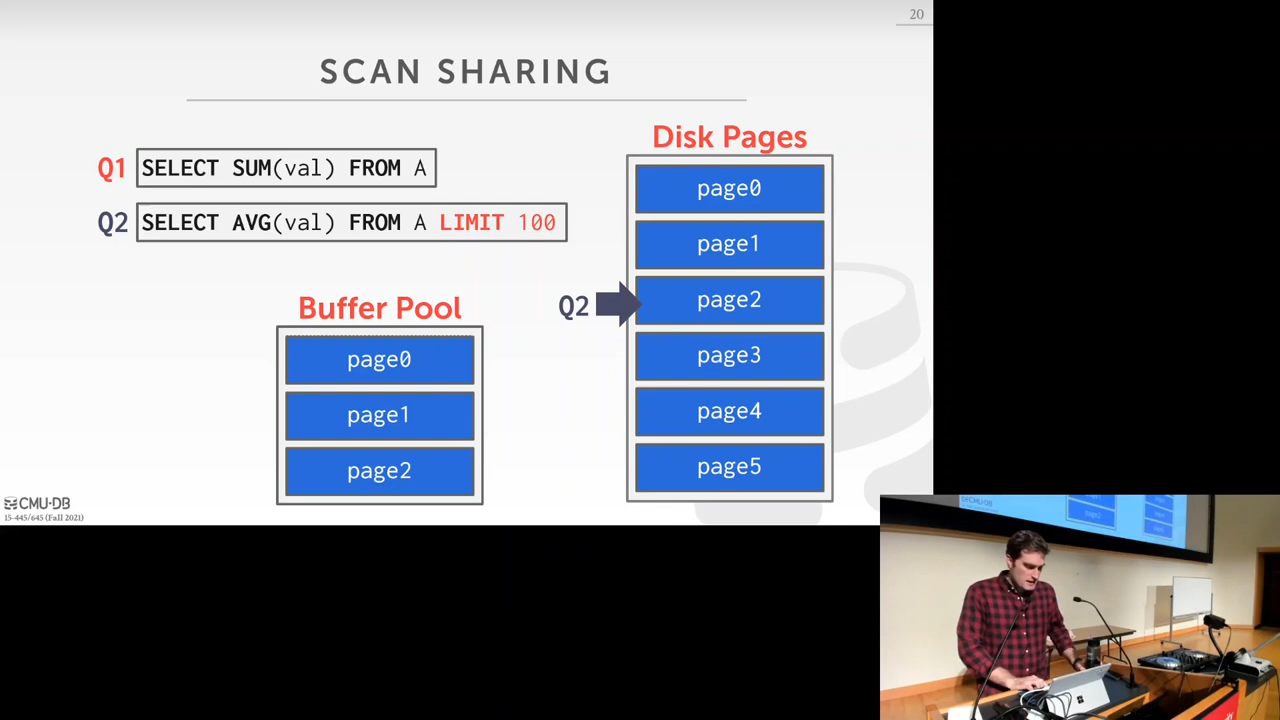 20
SCAN SHARING
Q1 SELECT SUM(val) FROM A
Q2 SELECT AVG(val) FROM A LIMIT 100
Buffer Pool
page0
page1
page2
Disk Pages
page0
page1
Q2 page2
page3
page4
page5
CMU·DB
15-445/645 (Fall 2021)